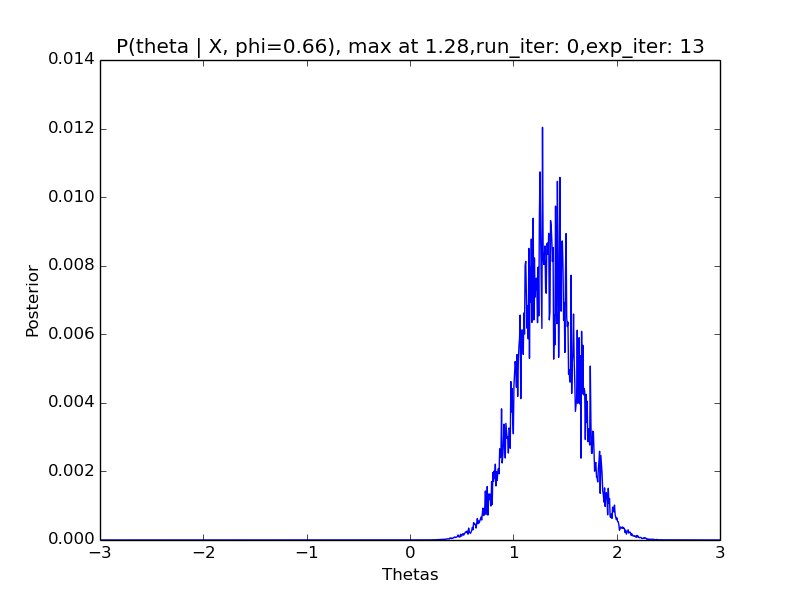 P(theta | X, phi=0.66), max at 1.28,run_iter: 0,exp_iter: 13
0.014
0.012
0.010
0.008
0.006
0.004
0.002
0.000
Posterior
−3 −2 −1 0 1 2 3
Thetas